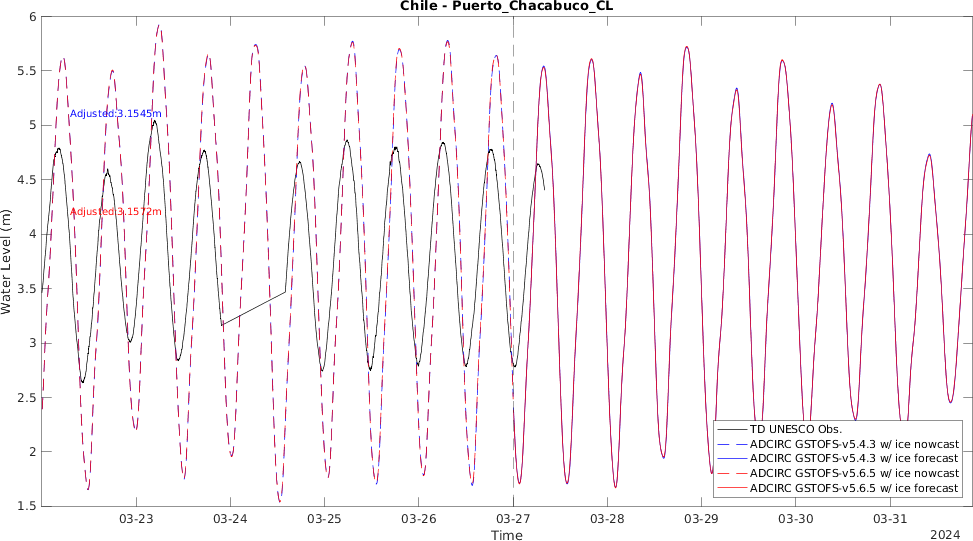 Chile - Puerto_Chacabuco_CL
6
5.5
5
4.5
4
3.5
3
2.5
2
1.5
Water Level (m)
Adjusted:3.1545m
Adjusted:3.1572m
TD UNESCO Obs.
ADCIRC GSTOFS-v5.4.3 w/ ice nowcast
ADCIRC GSTOFS-v5.4.3 w/ ice forecast
ADCIRC GSTOFS-v5.6.5 w/ ice nowcast
ADCIRC GSTOFS-v5.6.5 w/ ice forecast
03-23 03-24 03-25 03-26 03-27 03-28 03-29 03-30 03-31
Time
2024